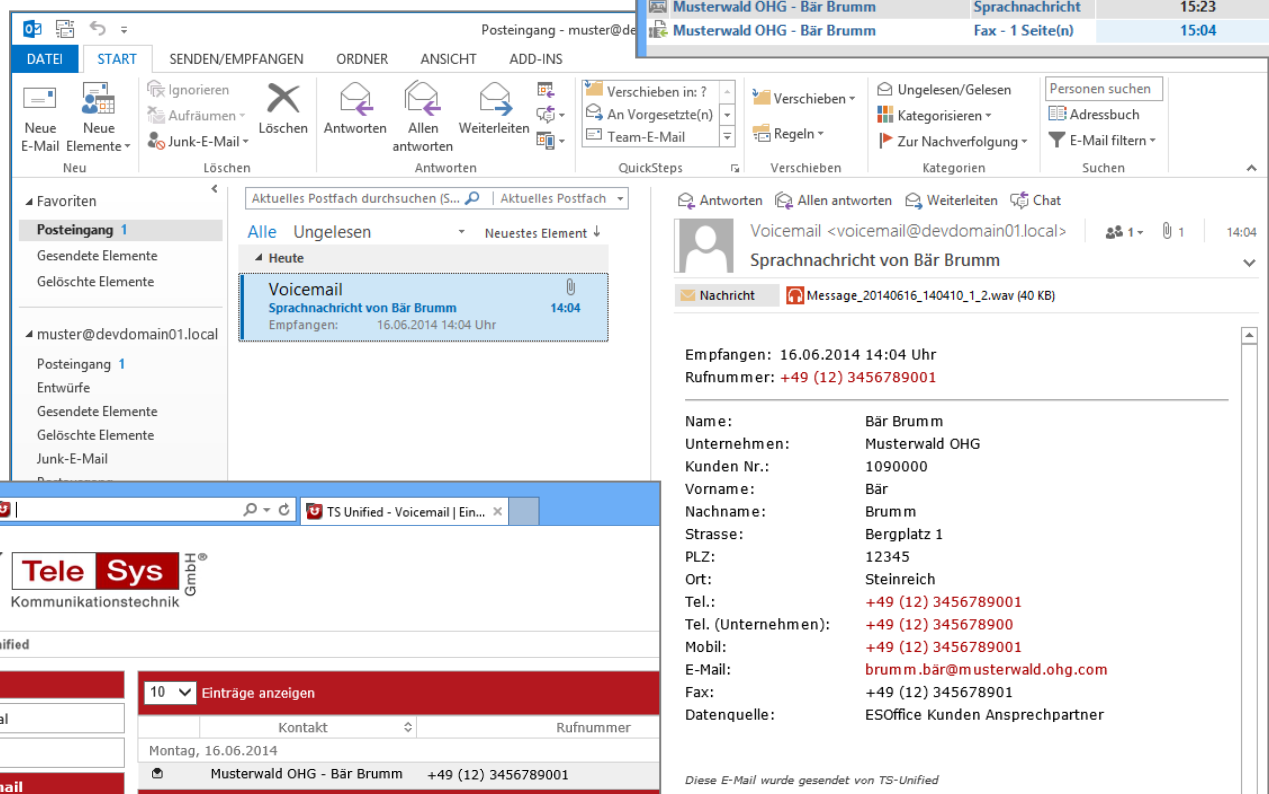 Musterwald OHG - Bär Brumm Sprachnachricht 15:23
Musterwald OHG - Bär Brumm Fax - 1 Seite(n) 15:04
Posteingang - muster@de
DATEI START SENDEN/EMPFANGEN ORDNER ANSICHT ADD-INS
Neue E-Mail
Neue Elemente
Neu
Ignorieren
Aufräumen
Junk-E-Mail
Löschen
Löschen
Antworten
Allen antworten
Weiterleiten
Antworten
Verschieben in: ?
An Vorgesetzte(n)
Team-E-Mail
QuickSteps
Verschieben
Regeln
Verschieben
Ungelesen/Gelesen
Kategorisieren
Zur Nachverfolgung
Kategorien
Personen suchen
Adressbuch
E-Mail filtern
Suchen
Favoriten
Posteingang 1
Gesendete Elemente
Gelöschte Elemente
muster@devdomain01.local
Posteingang 1
Entwürfe
Gesendete Elemente
Gelöschte Elemente
Junk-E-Mail
Aktuelles Postfach durchsuchen (S... Aktuelles Postfach
Alle Ungelesen Neuestes Element
Heute
Voicemail
Sprachnachricht von Bär Brumm 14:04
Empfangen: 16.06.2014 14:04 Uhr
Antworten Allen antworten Weiterleiten Chat
Voicemail <voicemail@devdomain01.local> 1 1 14:04
Sprachnachricht von Bär Brumm
Nachricht Message_20140616_140410_1_2.wav (40 KB)
Empfangen: 16.06.2014 14:04 Uhr
Rufnummer: +49 (12) 3456789001
Name: Bär Brumm
Unternehmen: Musterwald OHG
Kunden Nr.: 1090000
Vorname: Bär
Nachname: Brumm
Strasse: Bergplatz 1
PLZ: 12345
Ort: Steinreich
Tel.: +49 (12) 3456789001
Tel. (Unternehmen): +49 (12) 345678900
Mobil: +49 (12) 3456789001
E-Mail: brumm.bär@musterwald.ohg.com
Fax: +49 (12) 345678901
Datenquelle: ESOffice Kunden Ansprechpartner
Diese E-Mail wurde gesendet von TS-Unified
TS Unified - Voicemail | Ein...
Tele Sys GmbH®
Kommunikationstechnik
nified
al
nail
10 Einträge anzeigen
Kontakt Rufnummer
Montag, 16.06.2014
Musterwald OHG - Bär Brumm +49 (12) 3456789001